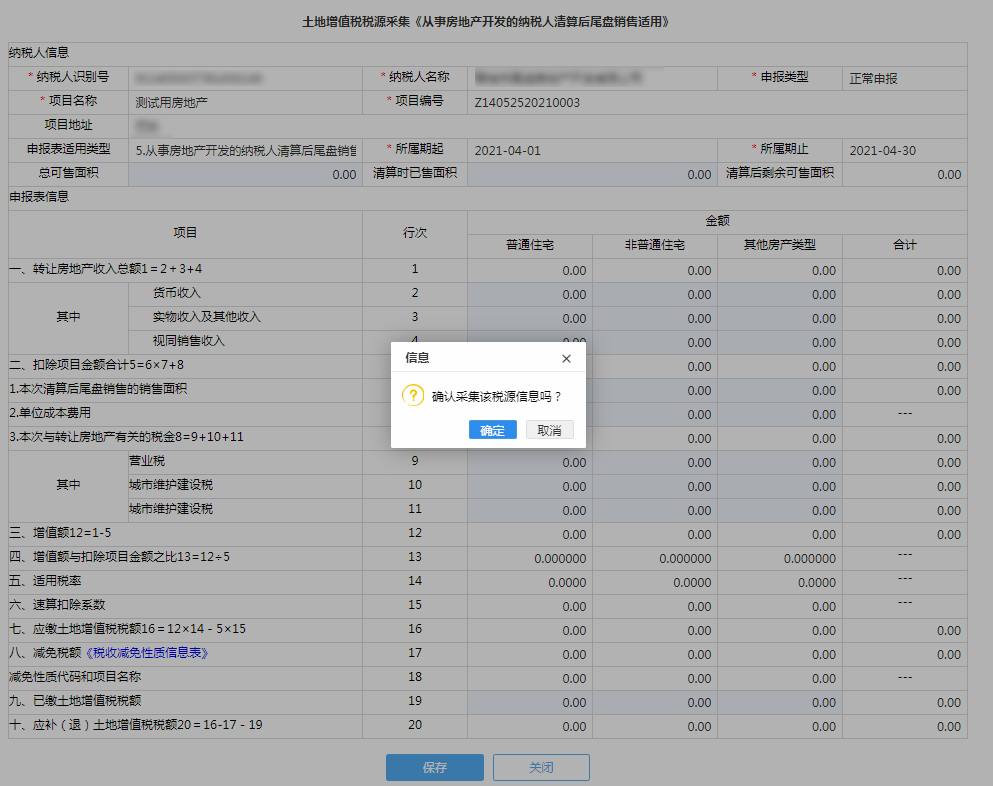 土地增值税税源采集《从事房地产开发的纳税人清算后尾盘销售适用》
纳税人信息
* 纳税人识别号 * 纳税人名称 * 申报类型 正常申报
* 项目名称 测试用房地产 * 项目编号 Z14052520210003
项目地址
申报表适用类型 5.从事房地产开发的纳税人清算后尾盘销售 * 所属期起 2021-04-01 * 所属期止 2021-04-30
总可售面积 0.00 清算时已售面积 0.00 清算后剩余可售面积 0.00
申报表信息
项目 行次 金额
普通住宅 非普通住宅 其他房产类型 合计
一、转让房地产收入总额1=2+3+4 1 0.00 0.00 0.00 0.00
其中
货币收入 2 0.00 0.00 0.00 0.00
实物收入及其他收入 3 0.00 0.00 0.00 0.00
视同销售收入 4 0.00 0.00 0.00 0.00
二、扣除项目金额合计5=6×7+8 0.00 0.00
1.本次清算后尾盘销售的销售面积 0.00 0.00
2.单位成本费用 0.00 0.00 ---
3.本次与转让房地产有关的税金8=9+10+11 0.00 0.00 0.00
其中
营业税 9 0.00 0.00 0.00 0.00
城市维护建设税 10 0.00 0.00 0.00 0.00
城市维护建设税 11 0.00 0.00 0.00 0.00
三、增值额12=1-5 12 0.00 0.00 0.00 0.00
四、增值额与扣除项目金额之比13=12÷5 13 0.000000 0.000000 0.000000 ---
五、适用税率 14 0.0000 0.0000 0.0000 ---
六、速算扣除系数 15 0.00 0.00 0.00 ---
七、应缴土地增值税税额16=12×14-5×15 16 0.00 0.00 0.00 0.00
八、减免税额《税收减免性质信息表》 17 0.00 0.00 0.00 0.00
减免性质代码和项目名称 18 0.00 0.00 0.00 ---
九、已缴土地增值税税额 19 0.00 0.00 0.00 0.00
十、应补（退）土地增值税税额20=16-17-19 20 0.00 0.00 0.00 0.00
保存 关闭
信息 ×
? 确认采集该税源信息吗？
确定 取消